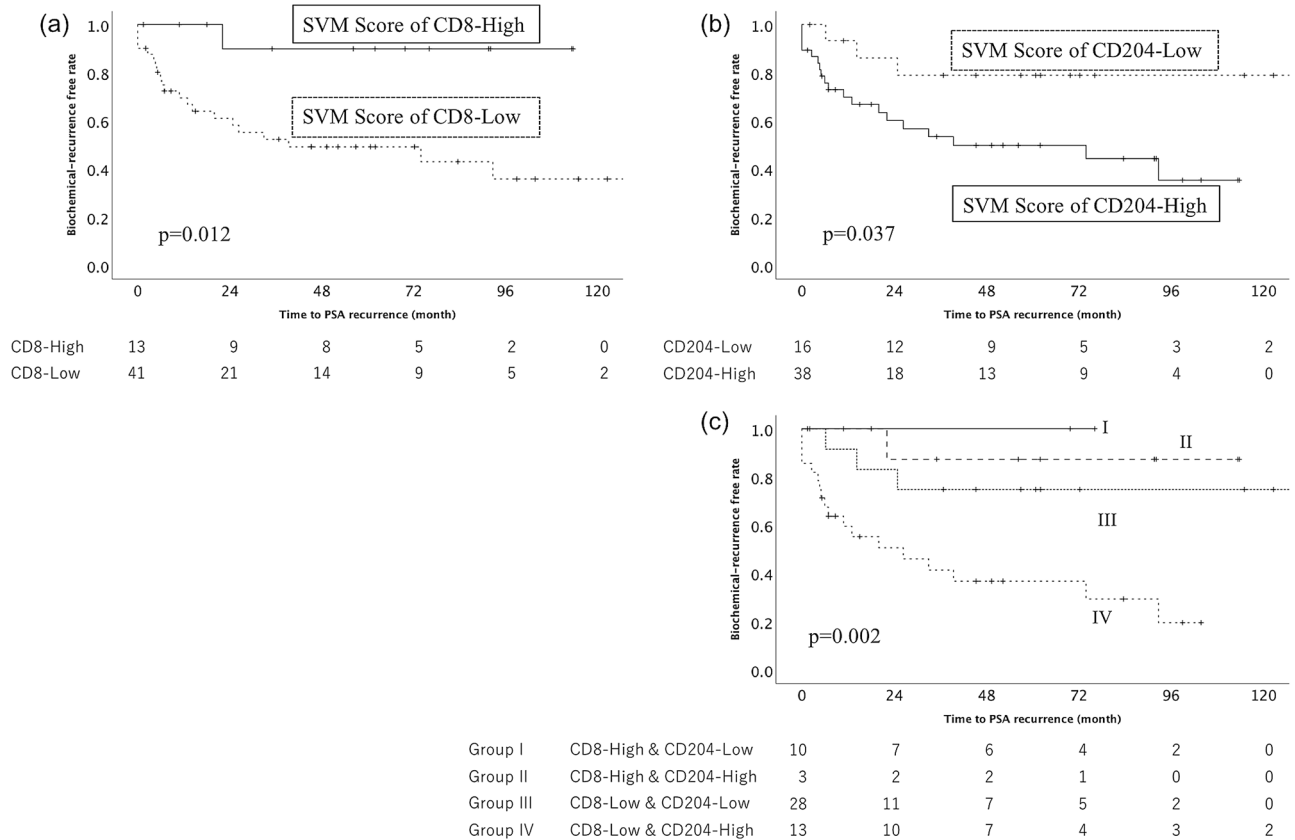 (a)
SVM Score of CD8-High
SVM Score of CD8-Low
Biochemical-recurrence free rate
1.0
0.8
0.6
0.4
0.2
0.0
p=0.012
0 24 48 72 96 120
Time to PSA recurrence (month)
CD8-High 13 9 8 5 2 0
CD8-Low 41 21 14 9 5 2
(b)
SVM Score of CD204-Low
SVM Score of CD204-High
Biochemical-recurrence free rate
1.0
0.8
0.6
0.4
0.2
0.0
p=0.037
0 24 48 72 96 120
Time to PSA recurrence (month)
CD204-Low 16 12 9 5 3 2
CD204-High 38 18 13 9 4 0
(c)
I
II
III
IV
Biochemical-recurrence free rate
1.0
0.8
0.6
0.4
0.2
0.0
p=0.002
0 24 48 72 96 120
Time to PSA recurrence (month)
Group I CD8-High & CD204-Low 10 7 6 4 2 0
Group II CD8-High & CD204-High 3 2 2 1 0 0
Group III CD8-Low & CD204-Low 28 11 7 5 2 0
Group IV CD8-Low & CD204-High 13 10 7 4 3 2